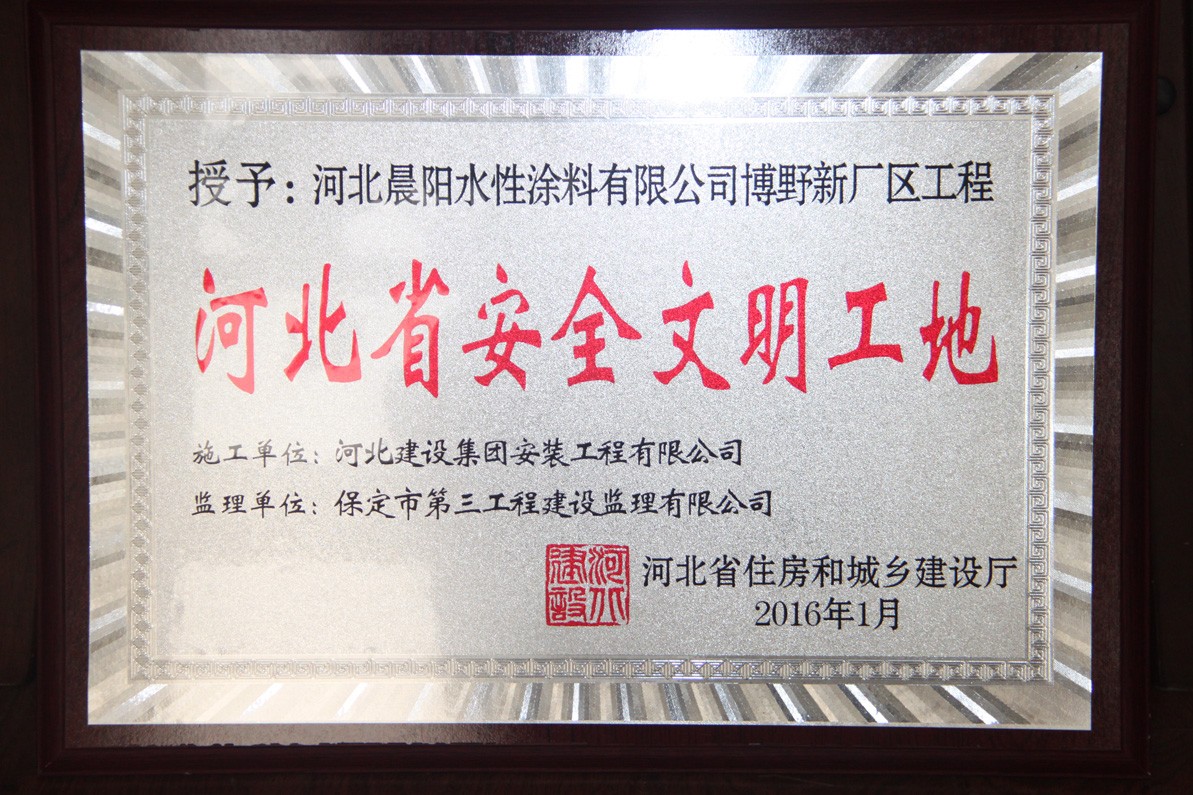 授予：河北晨阳水性涂料有限公司博野新厂区工程
河北省安全文明工地
施工单位：河北建设集团安装工程有限公司
监理单位：保定市第三工程建设监理有限公司
河北建设
河北省住房和城乡建设厅
2016年1月